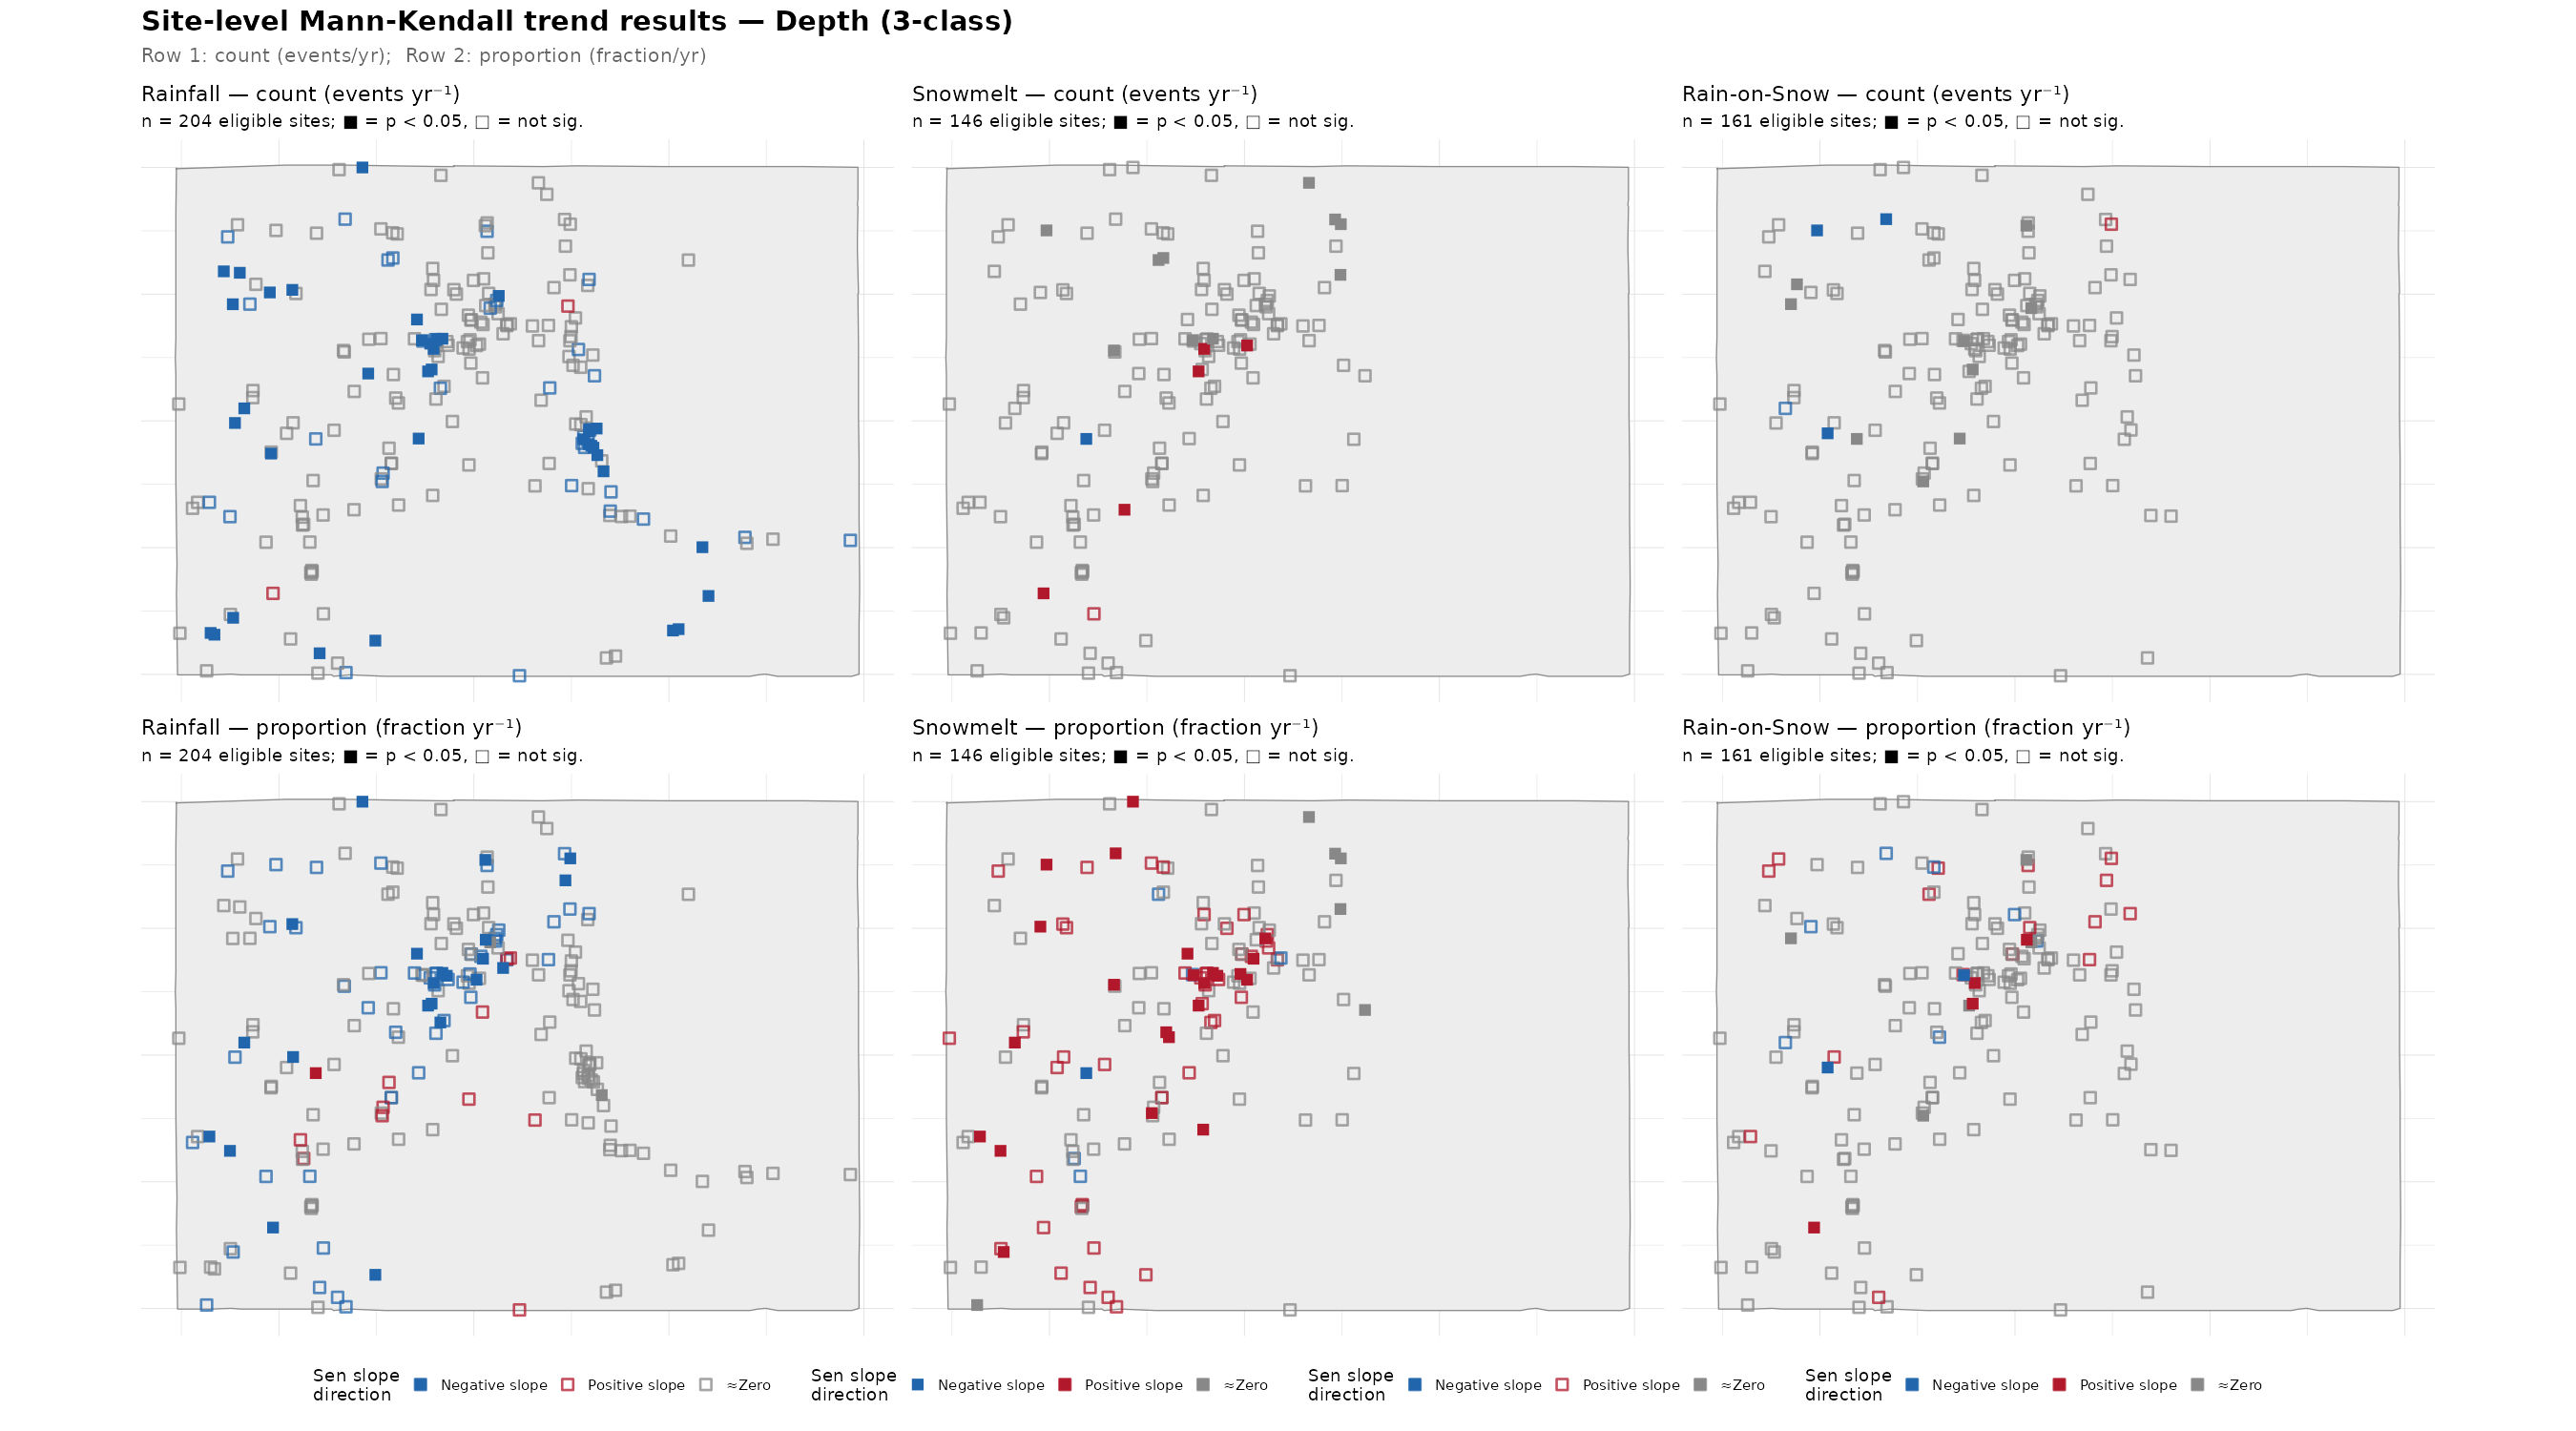 Site-level Mann-Kendall trend results — Depth (3-class)
Row 1: count (events/yr);  Row 2: proportion (fraction/yr)
Rainfall — count (events yr⁻¹)
n = 204 eligible sites; ■ = p < 0.05, □ = not sig.
Snowmelt — count (events yr⁻¹)
n = 146 eligible sites; ■ = p < 0.05, □ = not sig.
Rain-on-Snow — count (events yr⁻¹)
n = 161 eligible sites; ■ = p < 0.05, □ = not sig.
Rainfall — proportion (fraction yr⁻¹)
n = 204 eligible sites; ■ = p < 0.05, □ = not sig.
Snowmelt — proportion (fraction yr⁻¹)
n = 146 eligible sites; ■ = p < 0.05, □ = not sig.
Rain-on-Snow — proportion (fraction yr⁻¹)
n = 161 eligible sites; ■ = p < 0.05, □ = not sig.
Sen slope
direction
Negative slope
Positive slope
≈Zero
Sen slope
direction
Negative slope
Positive slope
≈Zero
Sen slope
direction
Negative slope
Positive slope
≈Zero
Sen slope
direction
Negative slope
Positive slope
≈Zero